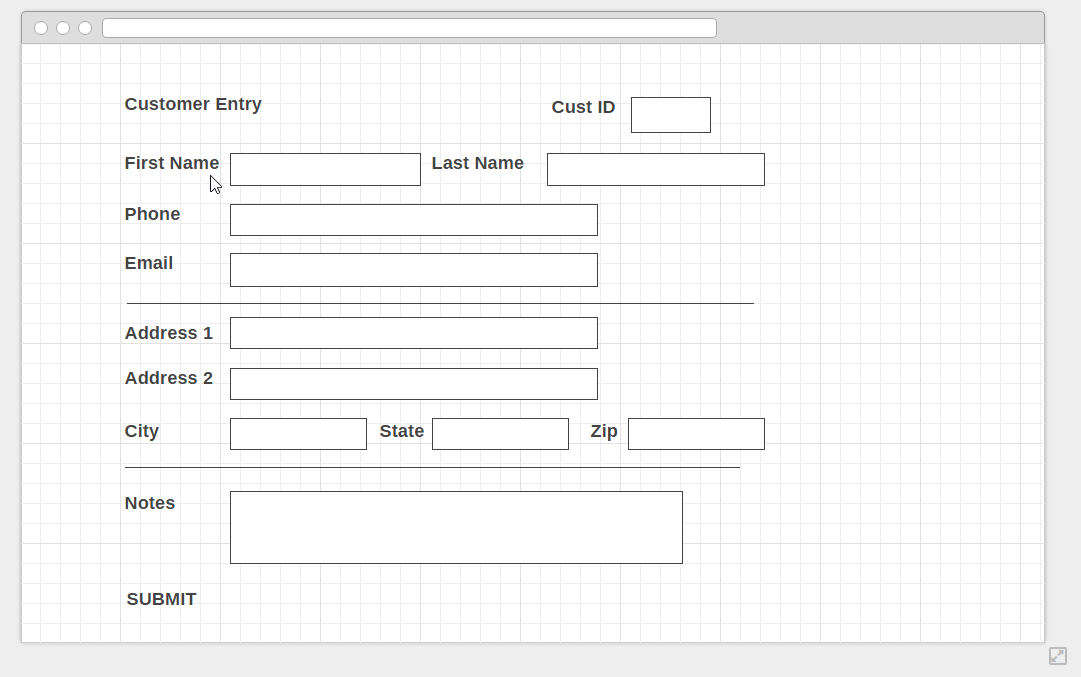 Customer Entry Cust ID
First Name Last Name
Phone
Email
Address 1
Address 2
City State Zip
Notes
SUBMIT